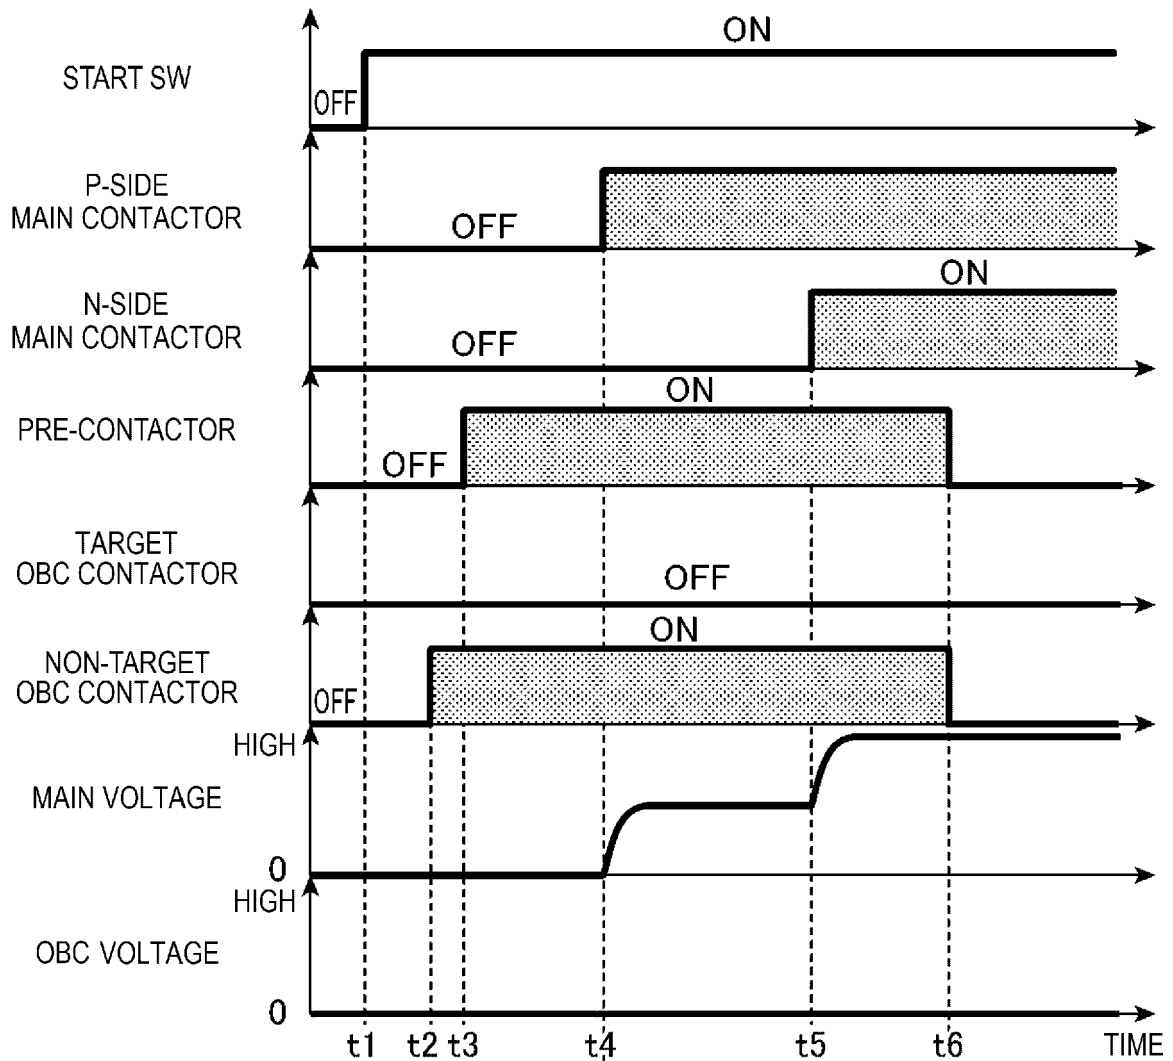 ON
START SW
OFF
P-SIDE
MAIN CONTACTOR
OFF
ON
N-SIDE
MAIN CONTACTOR
OFF
ON
PRE-CONTACTOR
OFF
TARGET
OBC CONTACTOR
OFF
ON
NON-TARGET
OBC CONTACTOR
OFF
HIGH
MAIN VOLTAGE
0
HIGH
OBC VOLTAGE
0
t1 t2 t3 t4 t5 t6 TIME